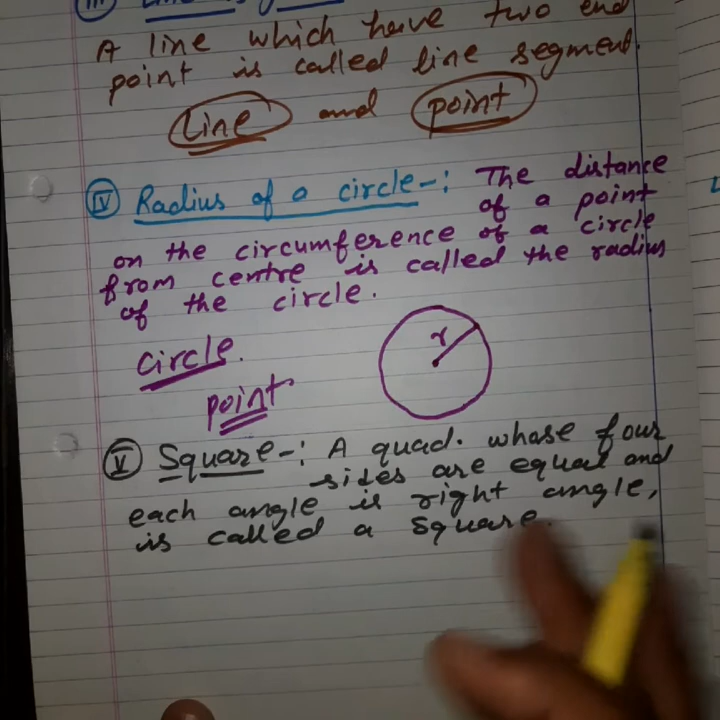 A line which have two end
point is called line segment.
line and point
(IV) Radius of a circle-: The distance
of a point
on the circumference of a circle
from centre is called the radius
of the circle.
circle.
r
point
(V) Square-: A quad. whose four
sides are equal and
each angle is right angle,
is called a square.